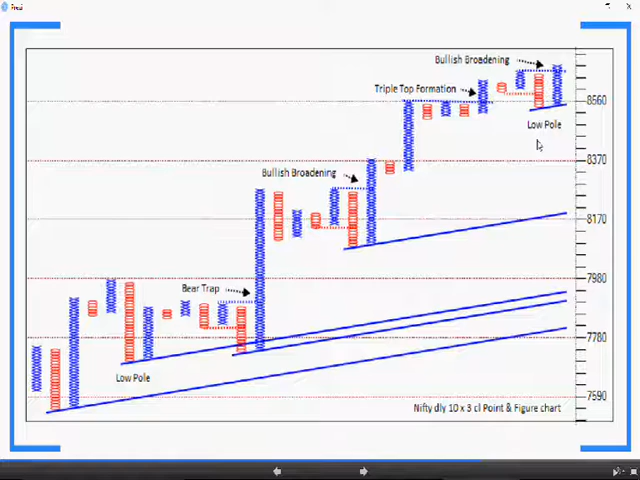 Prezi
Bullish Broadening
Triple Top Formation
8560
Low Pole
8370
Bullish Broadening
8170
7980
Bear Trap
7780
Low Pole
7590
Nifty dly 10 x 3 cl Point & Figure chart